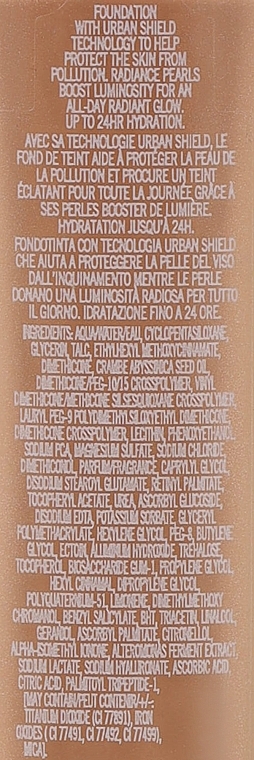 FOUNDATION
WITH URBAN SHIELD
TECHNOLOGY TO HELP
PROTECT THE SKIN FROM
POLLUTION. RADIANCE PEARLS
BOOST LUMINOSITY FOR AN
ALL-DAY RADIANT GLOW.
UP TO 24HR HYDRATION.
AVEC SA TECHNOLOGIE URBAN SHIELD, LE
FOND DE TEINT AIDE À PROTÉGER LA PEAU DE
LA POLLUTION ET PROCURE UN TEINT
ÉCLATANT POUR TOUTE LA JOURNÉE GRÂCE À
SES PERLES BOOSTER DE LUMIÈRE.
HYDRATATION JUSQU'À 24H.
FONDOTINTA CON TECNOLOGIA URBAN SHIELD
CHE AIUTA A PROTEGGERE LA PELLE DEL VISO
DALL'INQUINAMENTO MENTRE LE PERLE
DONANO UNA LUMINOSITÀ RADIOSA PER TUTTO
IL GIORNO. IDRATAZIONE FINO A 24 ORE.
INGREDIENTS: AQUA/WATER/EAU, CYCLOPENTASILOXANE,
GLYCERIN, TALC, ETHYLHEXYL METHOXYCINNAMATE,
DIMETHICONE, CRAMBE ABYSSINICA SEED OIL,
DIMETHICONE/PEG-10/15 CROSSPOLYMER, VINYL
DIMETHICONE/METHICONE SILSESQUIOXANE CROSSPOLYMER,
LAURYL PEG-9 POLYDIMETHYLSILOXYETHYL DIMETHICONE,
DIMETHICONE CROSSPOLYMER, LECITHIN, PHENOXYETHANOL,
SODIUM PCA, MAGNESIUM SULFATE, SODIUM CHLORIDE,
DIMETHICONOL, PARFUM/FRAGRANCE, CAPRYLYL GLYCOL,
DISODIUM STEAROYL GLUTAMATE, RETINYL PALMITATE,
TOCOPHERYL ACETATE, UREA, ASCORBYL GLUCOSIDE,
DISODIUM EDTA, POTASSIUM SORBATE, GLYCERYL
POLYMETHACRYLATE, HEXYLENE GLYCOL, PEG-8, BUTYLENE
GLYCOL, ECTOIN, ALUMINUM HYDROXIDE, TREHALOSE,
TOCOPHEROL, BIOSACCHARIDE GUM-1, PROPYLENE GLYCOL,
HEXYL CINNAMAL, DIPROPYLENE GLYCOL,
POLYQUATERNIUM-51, LIMONENE, DIMETHYLMETHOXY
CHROMANOL, BENZYL SALICYLATE, BHT, TRIACETIN, LINALOOL,
GERANIOL, ASCORBYL PALMITATE, CITRONELLOL,
ALPHA-ISOMETHYL IONONE, ALTEROMONAS FERMENT EXTRACT,
SODIUM LACTATE, SODIUM HYALURONATE, ASCORBIC ACID,
CITRIC ACID, PALMITOYL TRIPEPTIDE-1,
[MAY CONTAIN/PEUT CONTENIR/+/-:
TITANIUM DIOXIDE (CI 77891), IRON
OXIDES ( CI 77491, CI 77492, CI 77499),
MICA].